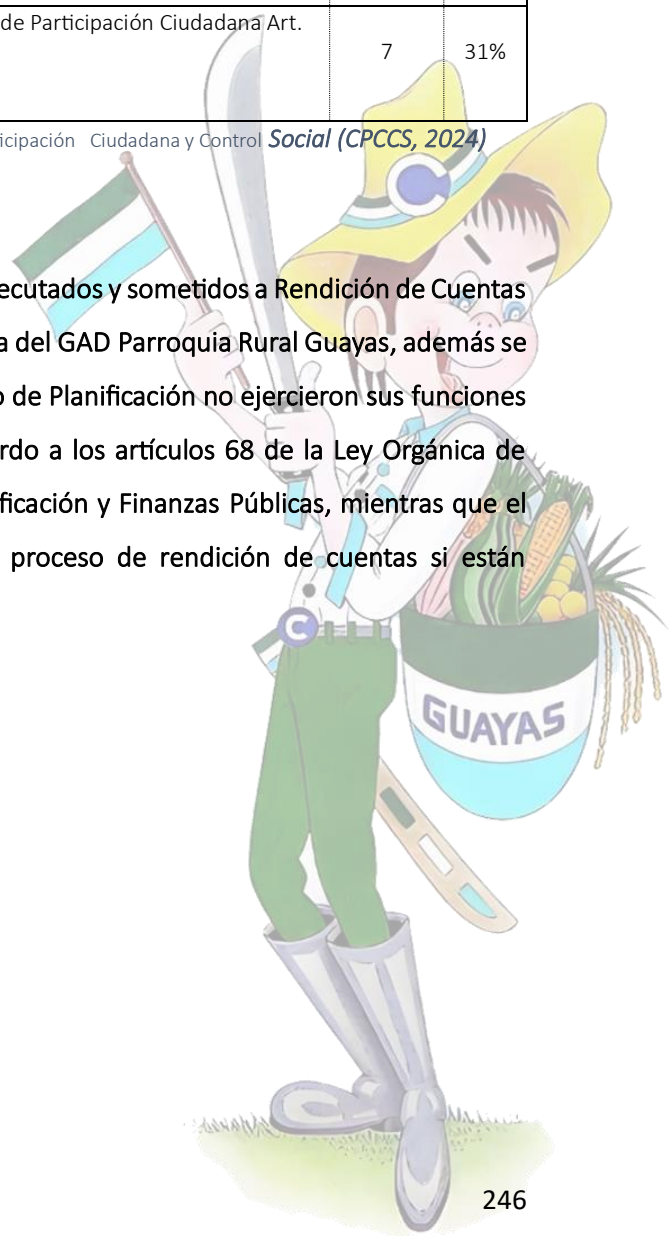 de Participación Ciudadana Art.
7
31%
ticipación Ciudadana y Control Social (CPCCS, 2024)
C
ecutados y sometidos a Rendición de Cuentas
a del GAD Parroquia Rural Guayas, además se
o de Planificación no ejercieron sus funciones
rdo a los artículos 68 de la Ley Orgánica de
ificación y Finanzas Públicas, mientras que el
proceso de rendición de cuentas si están
C
GUAYAS
246